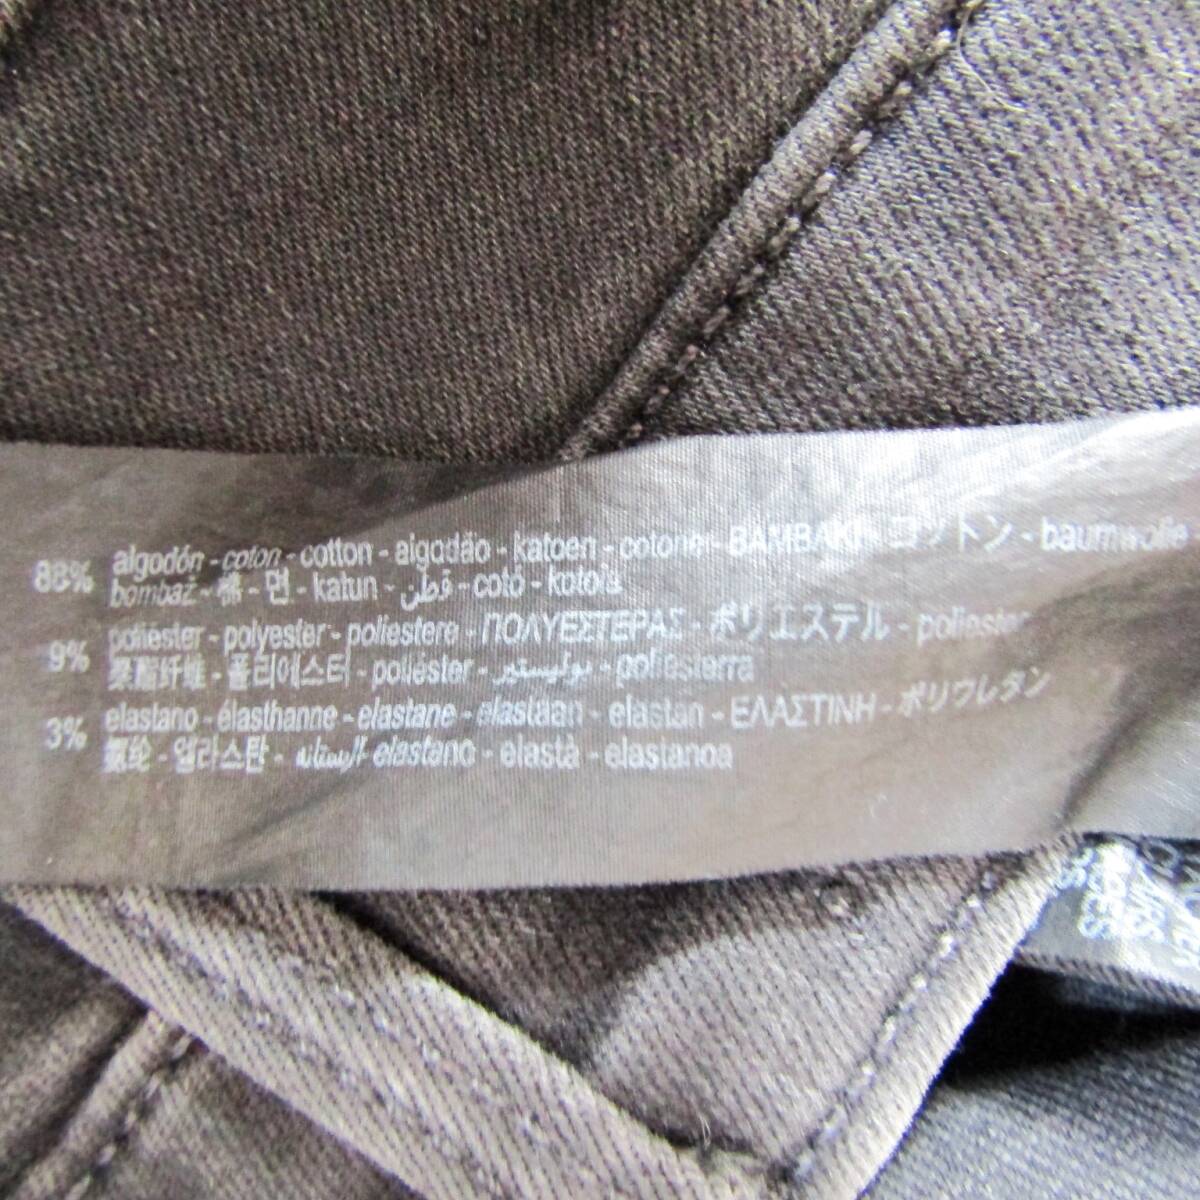 88% algodón - coton - cotton - algodão - katoen - cotone - BAMBAKI - コットン - baumwolle
bombaž - 棉 - 면 - katun - قطن - cotó - kotoia
9% poliester - polyester - poliestere - ΠΟΛΥΕΣΤΕΡΑΣ - ポリエステル - poliester
聚酯纤维 - 폴리에스터 - poliéster - بوليستير - poliesterra
3% elastano - élasthanne - elastane - elastaan - elastan - ΕΛΑΣΤΙΝΗ - ポリウレタン
氨纶 - 엘라스탄 - الاستان elastano - elastà - elastanoa